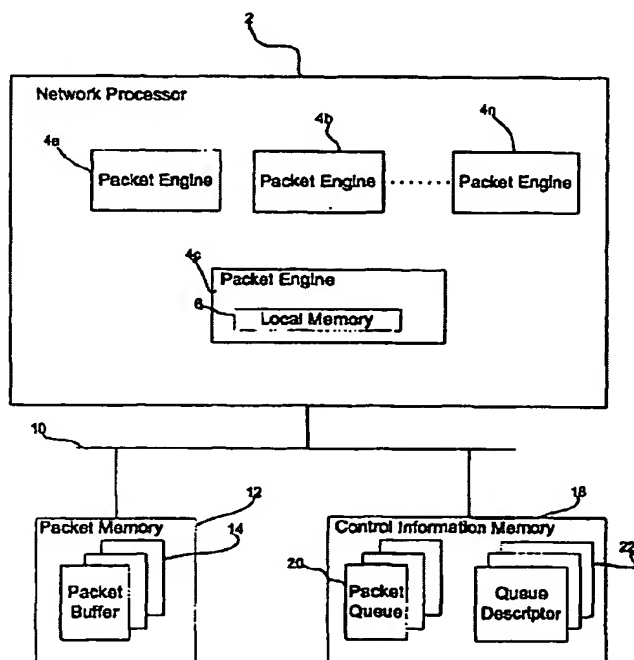 2
Network Processor
4a
4b
4n
Packet Engine
Packet Engine
Packet Engine
4c
Packet Engine
6
Local Memory
10
12
18
Packet Memory
Control Information Memory
14
22
20
Packet
Buffer
Packet
Queue
Queue
Descriptor